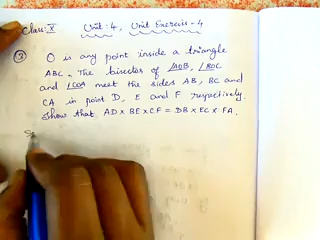 Class: X Unit: 4, Unit Exercise - 4
③ O is any point inside a triangle
ABC. The bisector of ∠AOB, ∠BOC
and ∠COA meet the sides AB, BC and
CA in point D, E and F respectively.
Show that AD × BE × CF = DB × EC × FA.